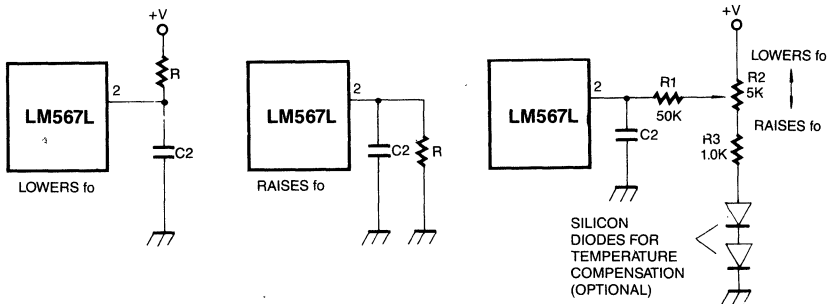 +V
R
2
LM567L
C2
LOWERS fo
2
LM567L
C2
R
RAISES fo
+V
LOWERS fo
2
R1
50K
R2
5K
LM567L
C2
RAISES fo
R3
1.0K
SILICON
DIODES FOR
TEMPERATURE
COMPENSATION
(OPTIONAL)